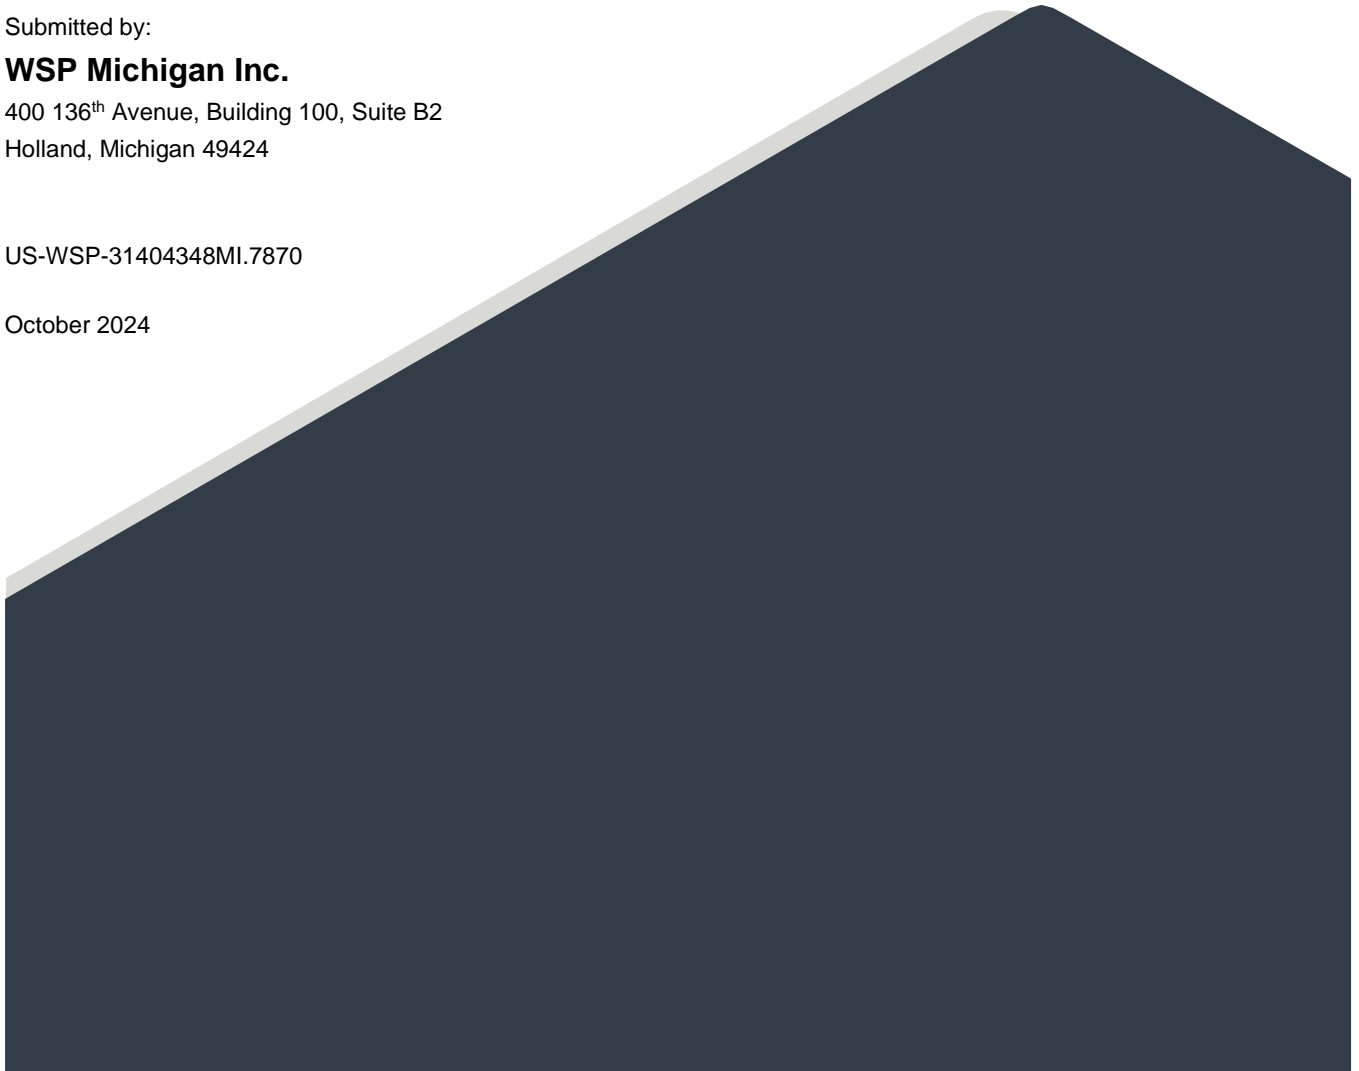 Submitted by:
WSP Michigan Inc.
400 136th Avenue, Building 100, Suite B2
Holland, Michigan 49424
US-WSP-31404348MI.7870
October 2024